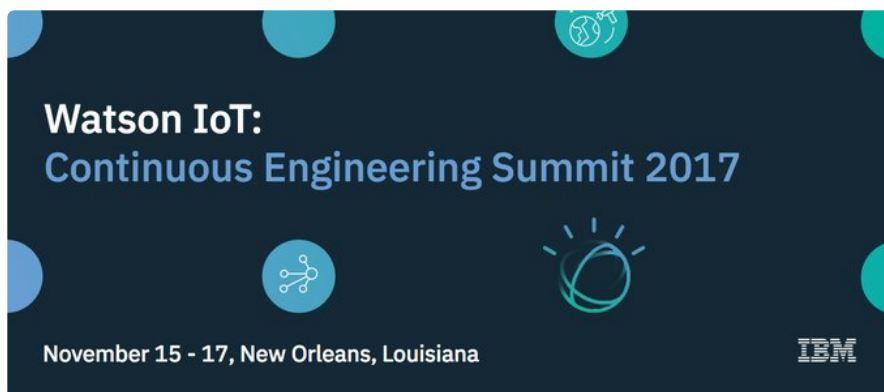 Watson IoT:
Continuous Engineering Summit 2017
November 15 - 17, New Orleans, Louisiana
IBM